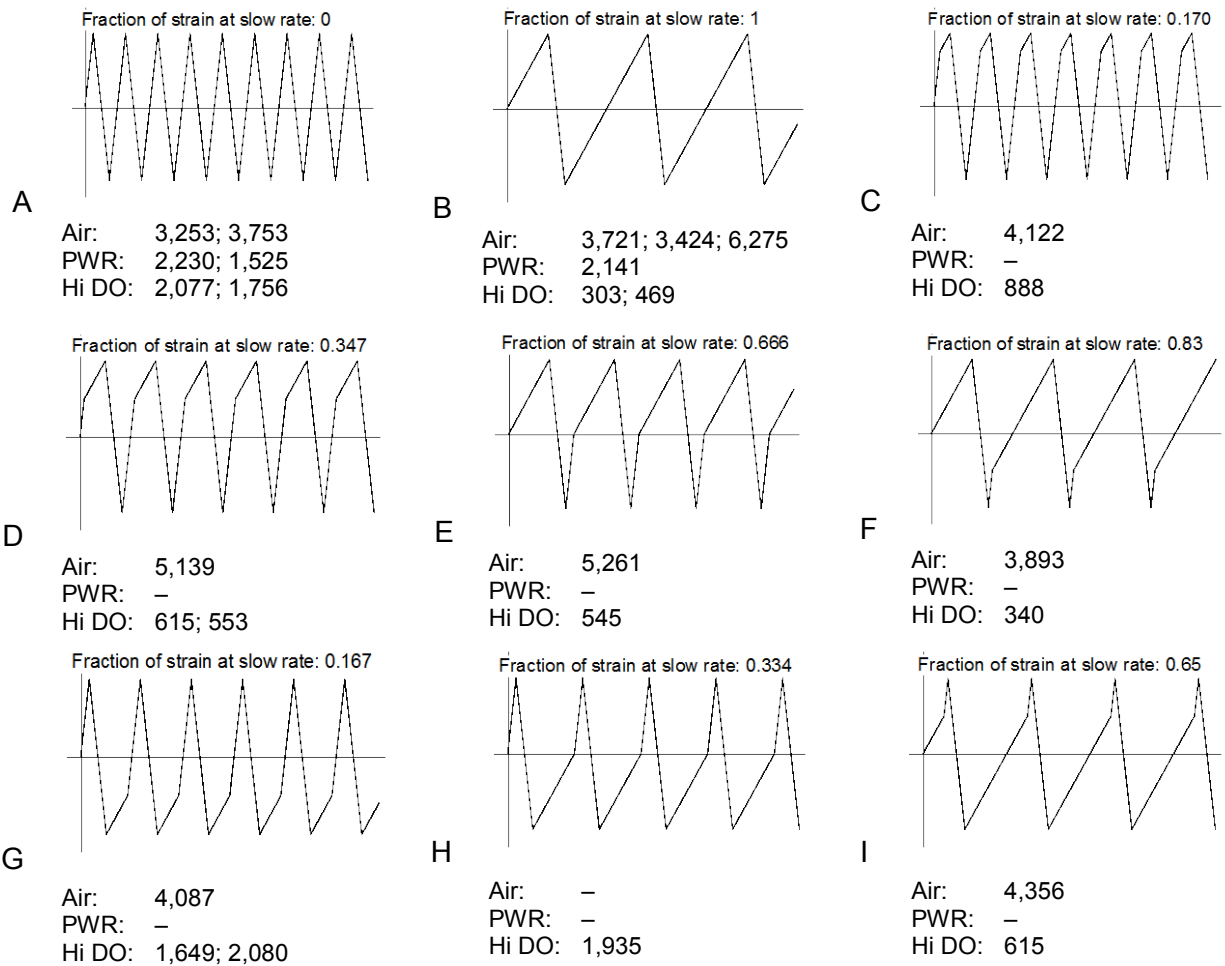 Fraction of strain at slow rate: 0
Fraction of strain at slow rate: 1
Fraction of strain at slow rate: 0.170
A
Air: 3,253; 3,753
PWR: 2,230; 1,525
Hi DO: 2,077; 1,756
B
Air: 3,721; 3,424; 6,275
PWR: 2,141
Hi DO: 303; 469
C
Air: 4,122
PWR: –
Hi DO: 888
Fraction of strain at slow rate: 0.347
Fraction of strain at slow rate: 0.666
Fraction of strain at slow rate: 0.83
D
Air: 5,139
PWR: –
Hi DO: 615; 553
E
Air: 5,261
PWR: –
Hi DO: 545
F
Air: 3,893
PWR: –
Hi DO: 340
Fraction of strain at slow rate: 0.167
Fraction of strain at slow rate: 0.334
Fraction of strain at slow rate: 0.65
G
Air: 4,087
PWR: –
Hi DO: 1,649; 2,080
H
Air: –
PWR: –
Hi DO: 1,935
I
Air: 4,356
PWR: –
Hi DO: 615